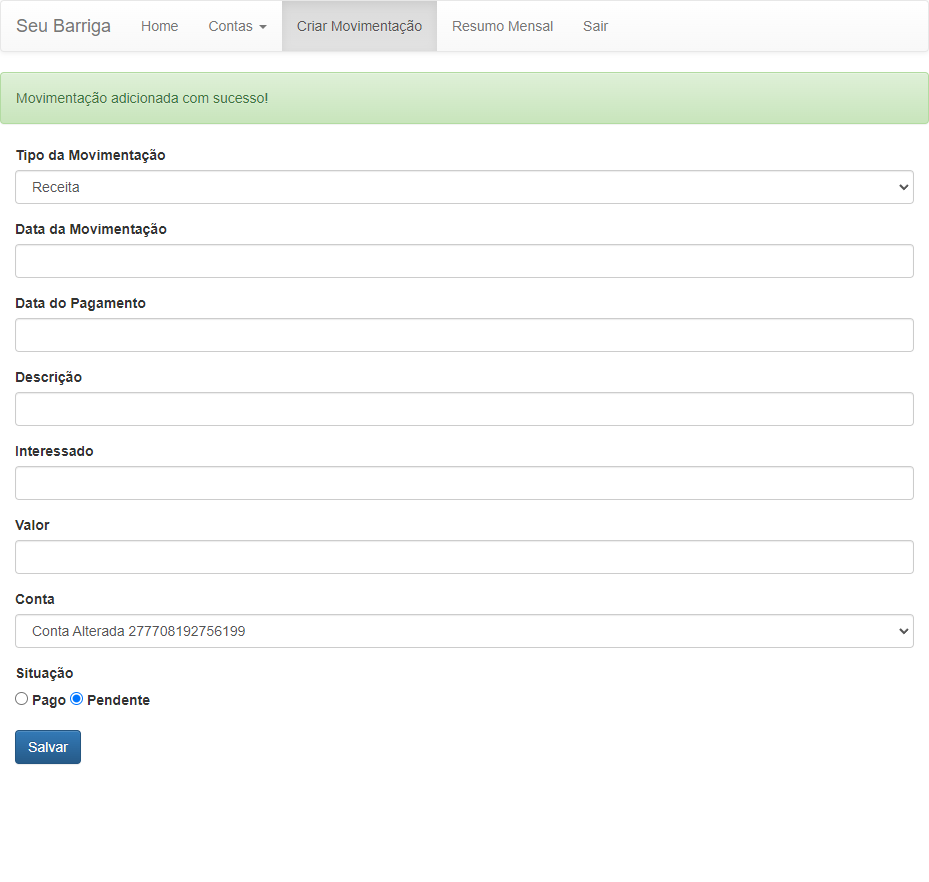 Seu Barriga Home Contas Criar Movimentação Resumo Mensal Sair
Movimentação adicionada com sucesso!
Tipo da Movimentação
Receita
Data da Movimentação
Data do Pagamento
Descrição
Interessado
Valor
Conta
Conta Alterada 277708192756199
Situação
Pago Pendente
Salvar